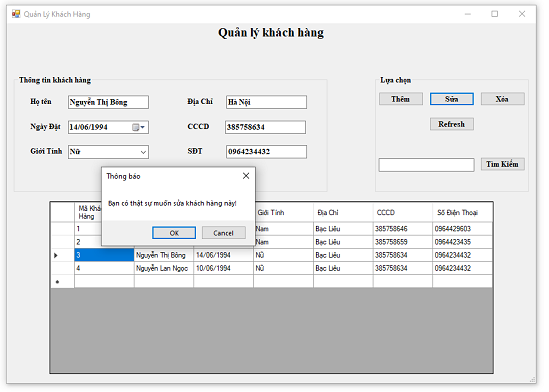 Quản Lý Khách Hàng
Quản lý khách hàng
Thông tin khách hàng
Họ tên Nguyễn Thị Bông Địa Chỉ Hà Nội
Ngày Đặt 14/06/1994 CCCD 385758634
Giới Tính Nữ SĐT 0964234432
Lựa chọn
Thêm Sửa Xóa
Refresh
Tìm Kiếm
Thông báo
Bạn có thật sự muốn sửa khách hàng này!
OK Cancel
Mã Khá
Hàng Giới Tính Địa Chỉ CCCD Số Điện Thoại
1 Nam Bạc Liêu 385758646 0964429603
2 Nam Bạc Liêu 385758659 0964423435
3 Nguyễn Thị Bông 14/06/1994 Nữ Bạc Liêu 385758634 0964234432
4 Nguyễn Lan Ngọc 10/06/1994 Nữ Bạc Liêu 385758634 0964234432